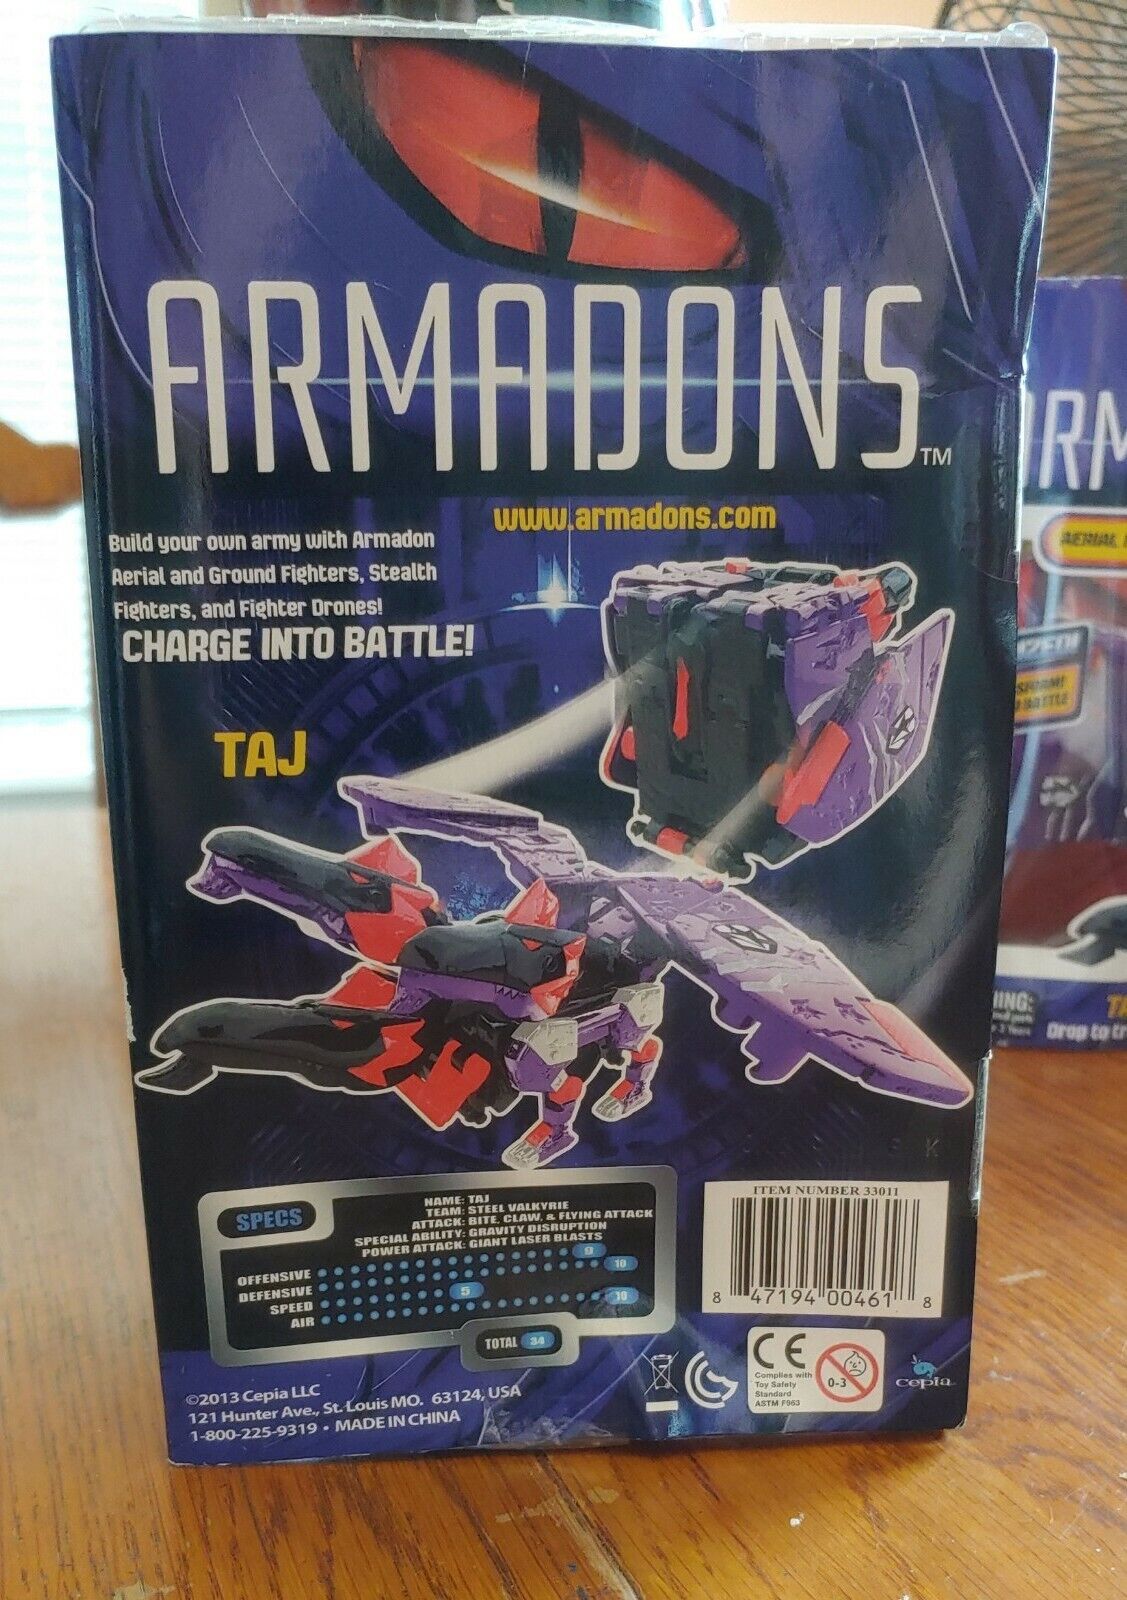 ARMADONS™
www.armadons.com
Build your own army with Armadon
Aerial and Ground Fighters, Stealth
Fighters, and Fighter Drones!
CHARGE INTO BATTLE!
TAJ
SPECS
NAME: TAJ
TEAM: STEEL VALKYRIE
ATTACK: BITE, CLAW, & FLYING ATTACK
SPECIAL ABILITY: GRAVITY DISRUPTION
POWER ATTACK: GIANT LASER BLASTS
OFFENSIVE 9
DEFENSIVE 10
SPEED 5
AIR 10
TOTAL 34
ITEM NUMBER 33011
8 47194 00461 8
CE
Complies with
Toy Safety
Standard
ASTM F963
0-3
cepia
©2013 Cepia LLC
121 Hunter Ave., St. Louis MO. 63124, USA
1-800-225-9319 • MADE IN CHINA
RM
AERIAL
BATTLE
Drop to tr